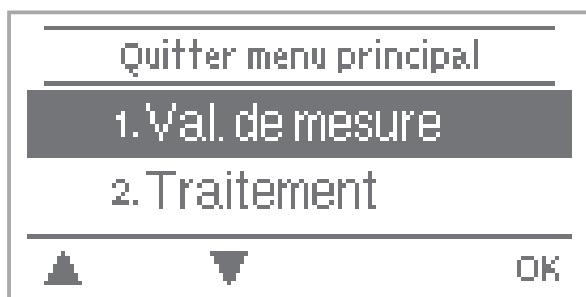 Quitter menu principal
1. Val. de mesure
2. Traitement
OK